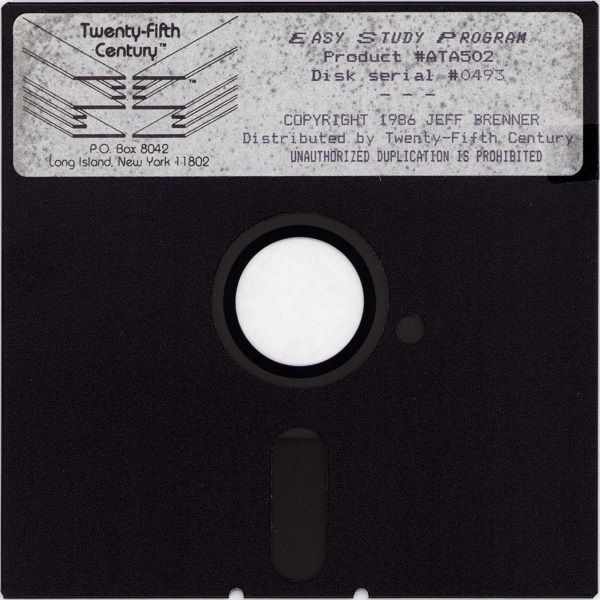 Twenty-Fifth
Century™
™
P.O. Box 8042
Long Island, New York 11802
EASY STUDY PROGRAM
Product #ATA502
Disk serial #0493
- - -
COPYRIGHT 1986 JEFF BRENNER
Distributed by Twenty-Fifth Century
UNAUTHORIZED DUPLICATION IS PROHIBITED